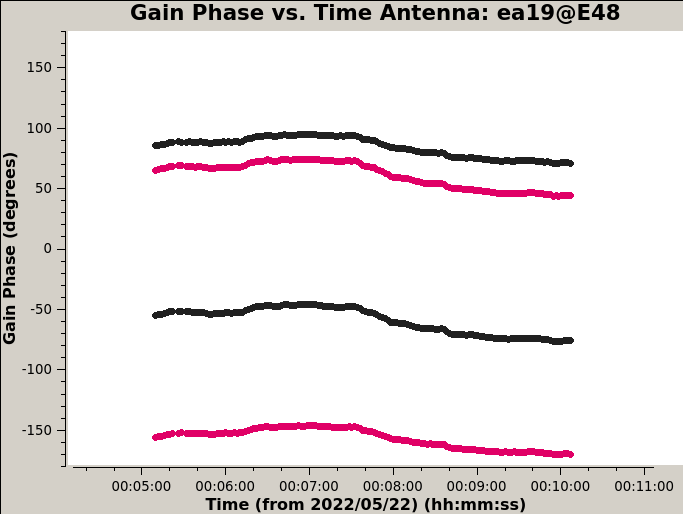 Gain Phase vs. Time Antenna: ea19@E48
Gain Phase (degrees)
150
100
50
0
-50
-100
-150
00:05:00 00:06:00 00:07:00 00:08:00 00:09:00 00:10:00 00:11:00
Time (from 2022/05/22) (hh:mm:ss)